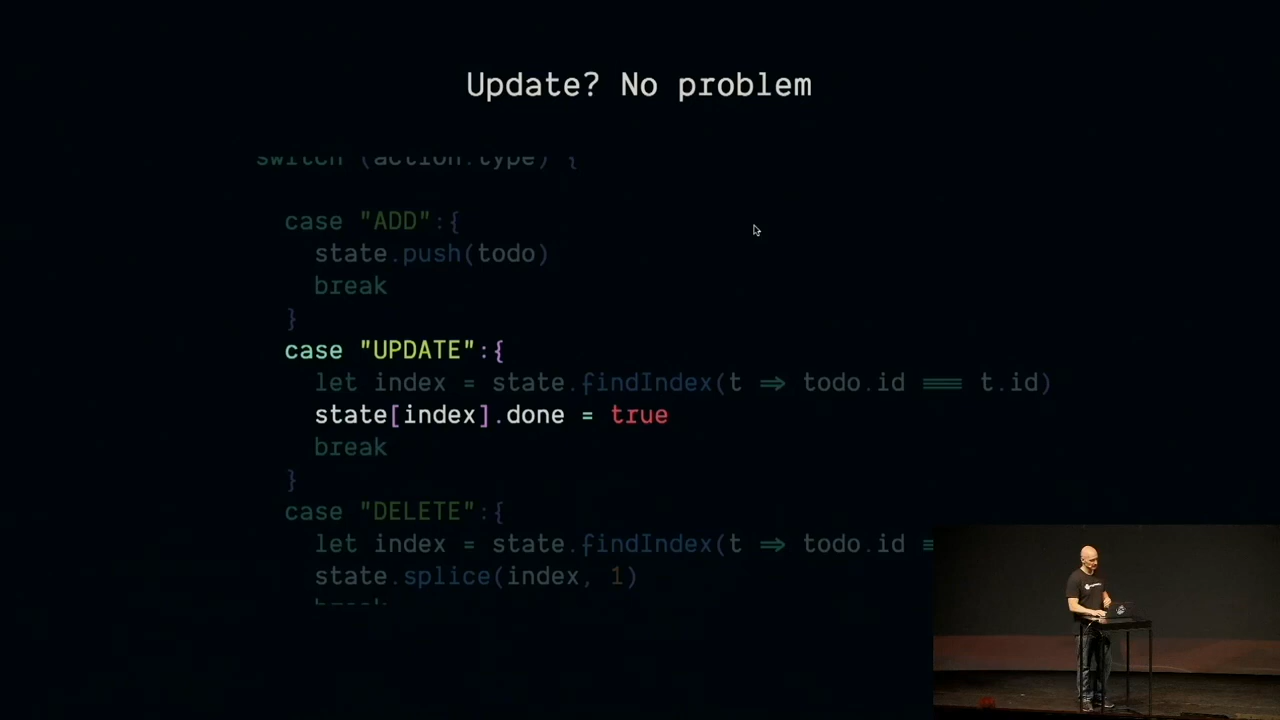 Update? No problem
switch (action.type) {
case "ADD":{
state.push(todo)
break
}
case "UPDATE":{
let index = state.findIndex(t => todo.id === t.id)
state[index].done = true
break
}
case "DELETE":{
let index = state.findIndex(t => todo.id =
state.splice(index, 1)
break